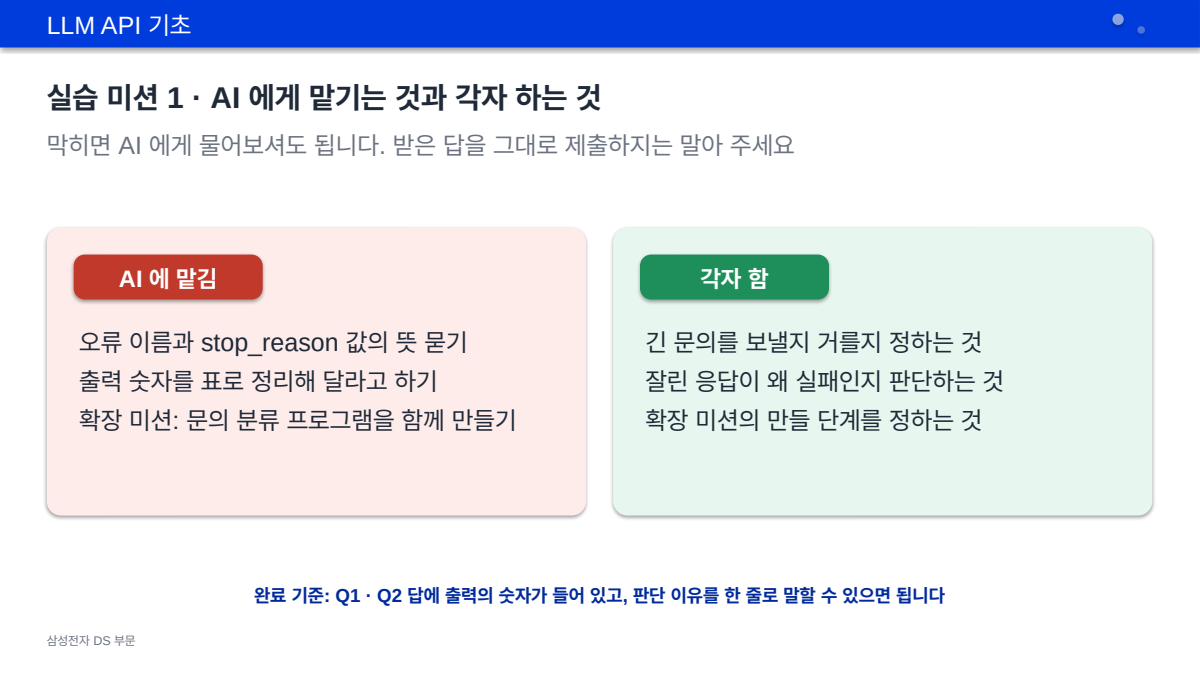 LLM API 기초
실습 미션 1 · AI 에게 맡기는 것과 각자 하는 것
막히면 AI 에게 물어보셔도 됩니다. 받은 답을 그대로 제출하지는 말아 주세요
AI 에 맡김
오류 이름과 stop_reason 값의 뜻 묻기
출력 숫자를 표로 정리해 달라고 하기
확장 미션: 문의 분류 프로그램을 함께 만들기
각자 함
긴 문의를 보낼지 거를지 정하는 것
잘린 응답이 왜 실패인지 판단하는 것
확장 미션의 만들 단계를 정하는 것
완료 기준: Q1 · Q2 답에 출력의 숫자가 들어 있고, 판단 이유를 한 줄로 말할 수 있으면 됩니다
삼성전자 DS 부문